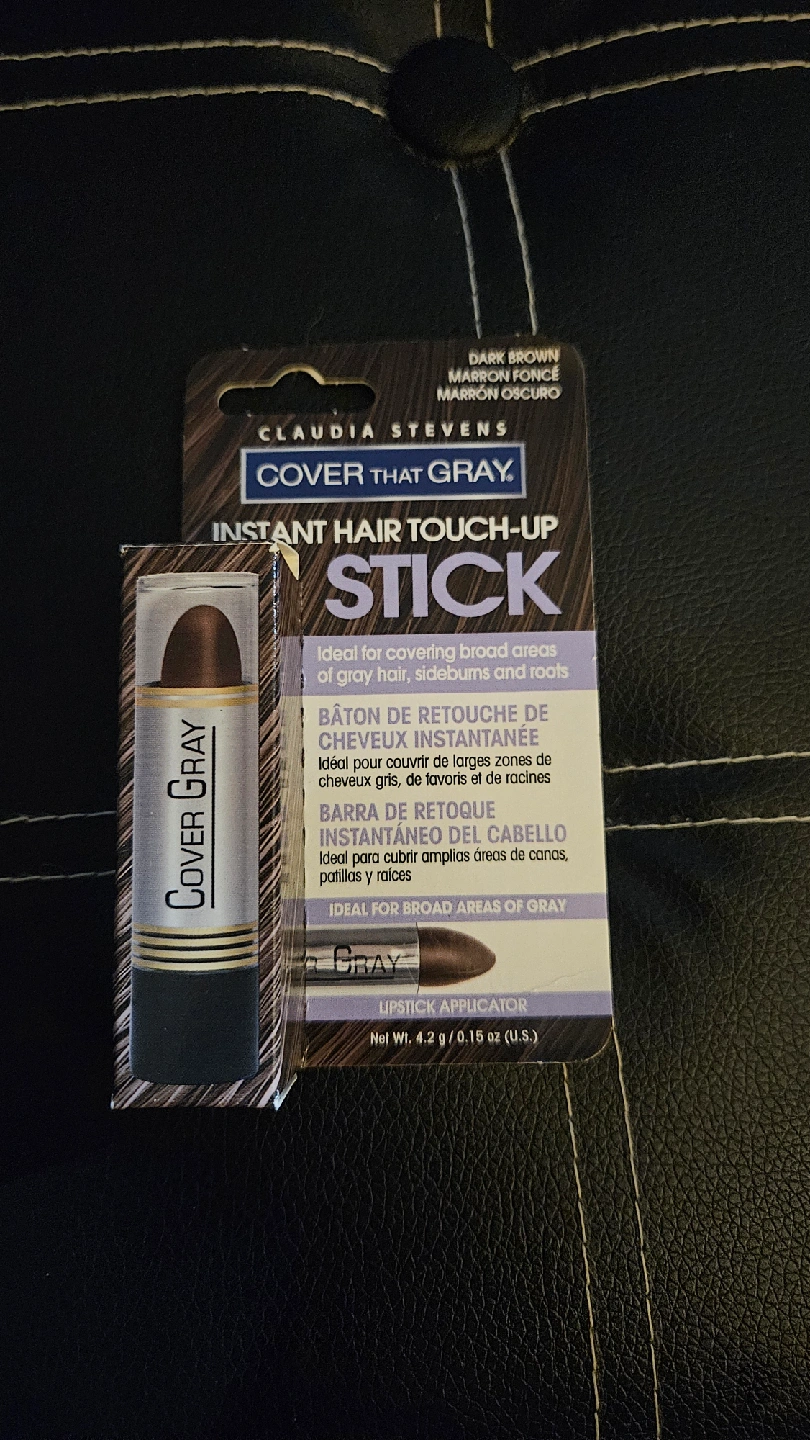 DARK BROWN
MARRON FONCÉ
MARRÓN OSCURO
CLAUDIA STEVENS
COVER THAT GRAY®
INSTANT HAIR TOUCH-UP
STICK
Ideal for covering broad areas
of gray hair, sideburns and roots
BÂTON DE RETOUCHE DE
CHEVEUX INSTANTANÉE
Idéal pour couvrir de larges zones de
cheveux gris, de favoris et de racines
BARRA DE RETOQUE
INSTANTÁNEO DEL CABELLO
Ideal para cubrir amplias áreas de canas,
patillas y raíces
IDEAL FOR BROAD AREAS OF GRAY
R GRAY
LIPSTICK APPLICATOR
Net Wt. 4.2 g / 0.15 oz (U.S.)
COVER GRAY